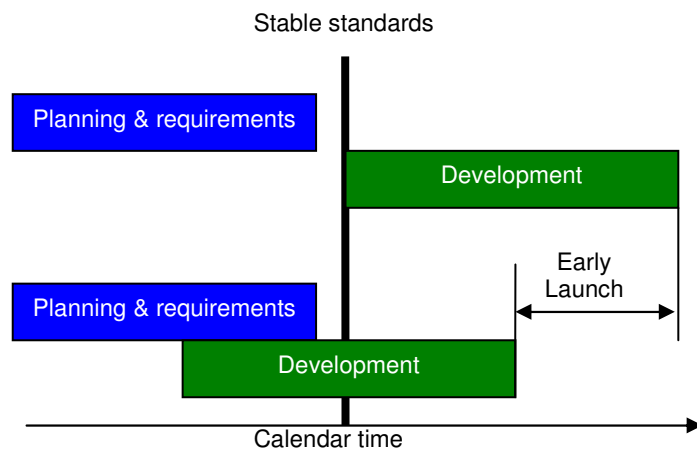 Stable standards
Planning & requirements
Development
Early
Launch
Planning & requirements
Development
Calendar time